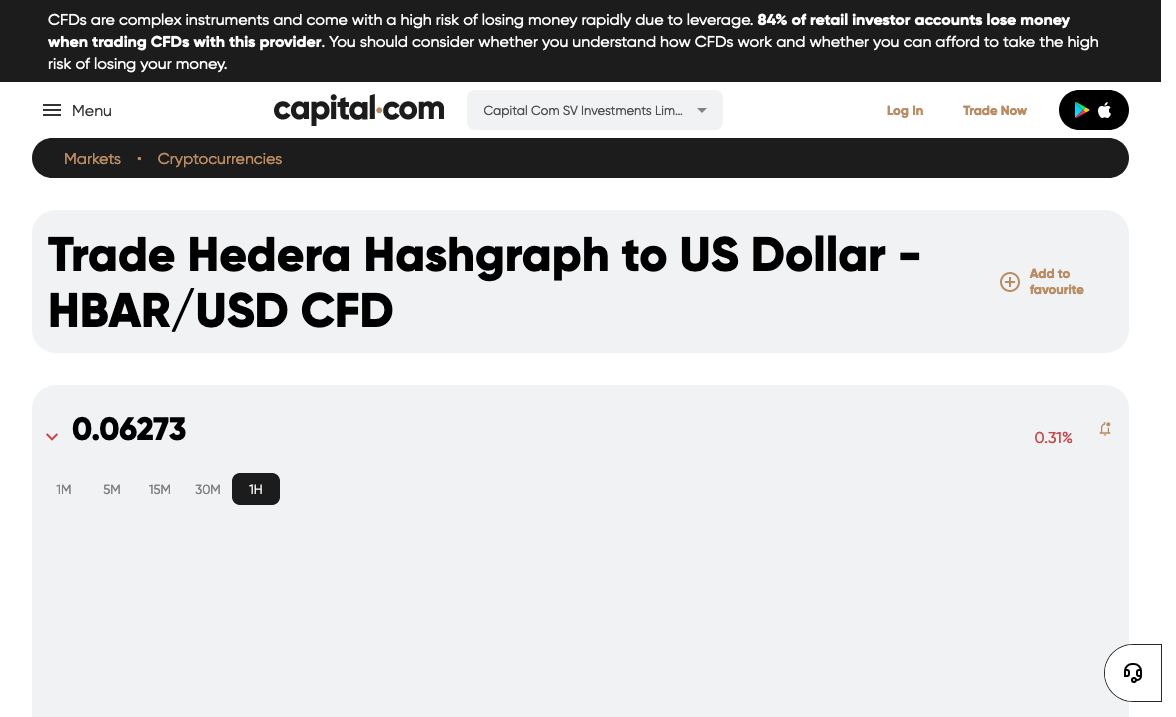 CFDs are complex instruments and come with a high risk of losing money rapidly due to leverage. 84% of retail investor accounts lose money
when trading CFDs with this provider. You should consider whether you understand how CFDs work and whether you can afford to take the high
risk of losing your money.
Menu
capital.com
Capital Com SV Investments Lim...
Log In
Trade Now
Markets • Cryptocurrencies
Trade Hedera Hashgraph to US Dollar -
HBAR/USD CFD
Add to
favourite
0.06273
0.31%
1M 5M 15M 30M 1H